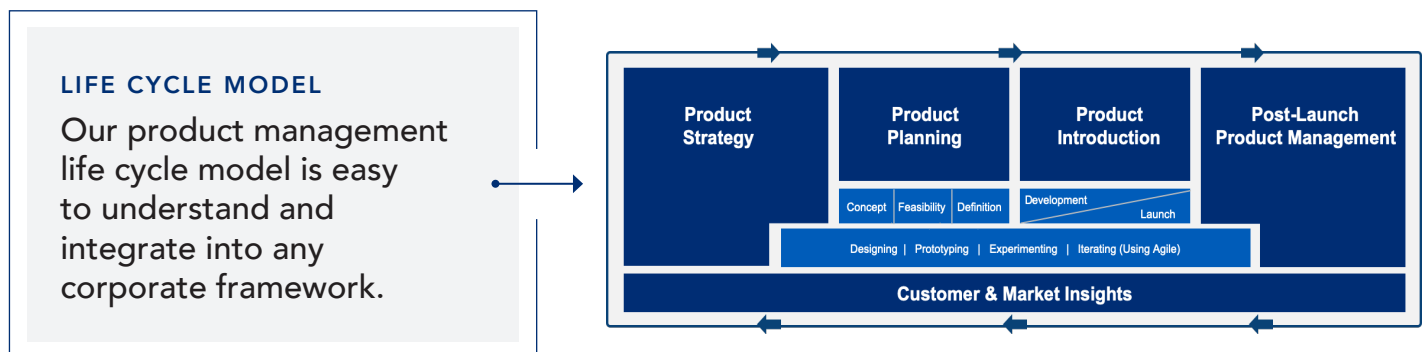 LIFE CYCLE MODEL
Our product management
life cycle model is easy
to understand and
integrate into any
corporate framework.
Product
Strategy
Product
Planning
Product
Introduction
Post-Launch
Product Management
Concept
Feasibility
Definition
Development
Launch
Designing | Prototyping | Experimenting | Iterating (Using Agile)
Customer & Market Insights